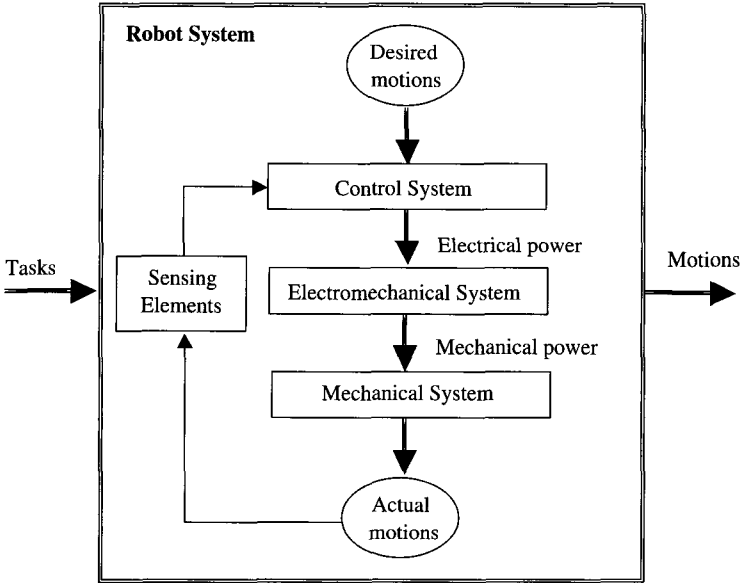 Robot System
Desired
motions
Control System
Electrical power
Tasks
Sensing
Elements
Electromechanical System
Motions
Mechanical power
Mechanical System
Actual
motions